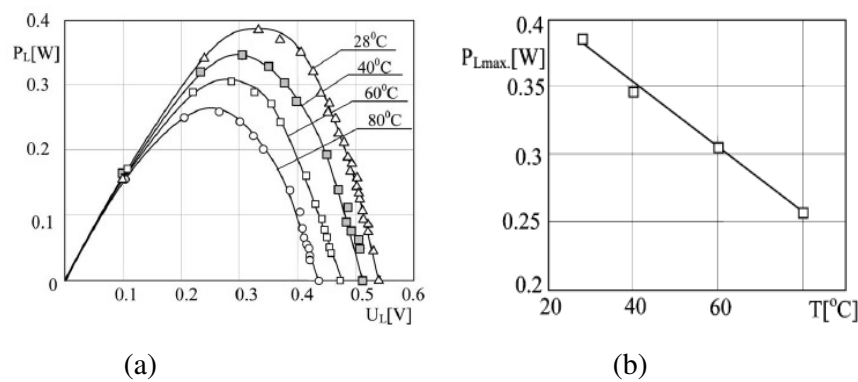 0.4
P_L[W]
0.3
0.2
0.1
0
0.1 0.2 0.3 0.4 0.5 0.6
U_L[V]
28⁰C
40⁰C
60⁰C
80⁰C
(a)
0.4
P_Lmax.[W]
0.35
0.3
0.25
0.2
20 40 60 T[⁰C]
(b)